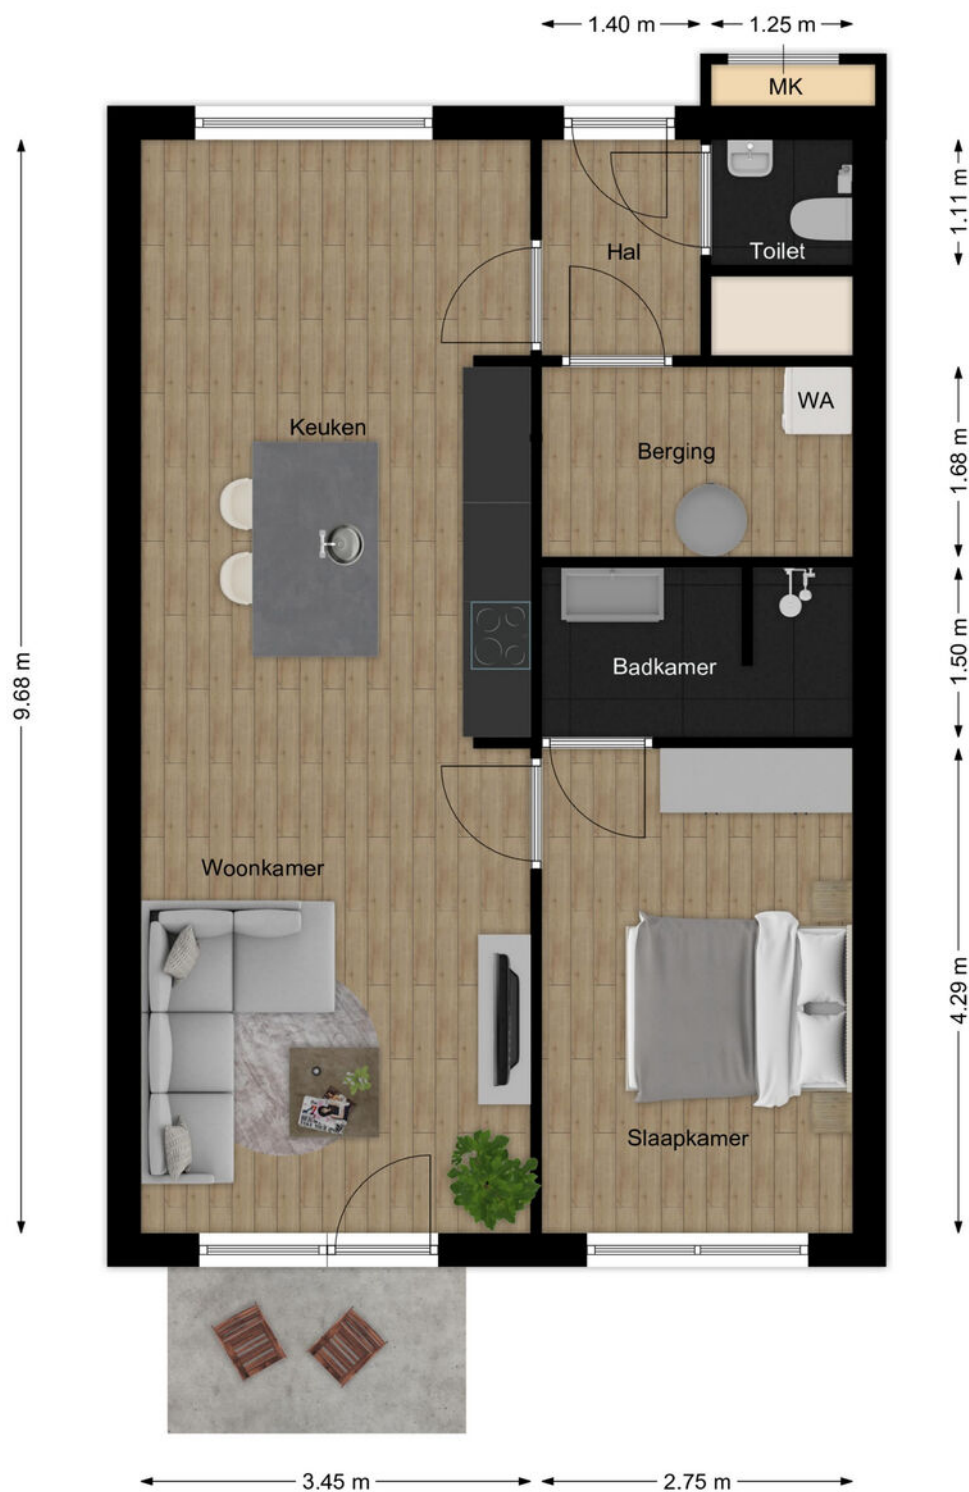 1.40 m
1.25 m
MK
1.11 m
Hal
Toilet
WA
Keuken
Berging
1.68 m
9.68 m
Badkamer
1.50 m
Woonkamer
4.29 m
Slaapkamer
3.45 m
2.75 m